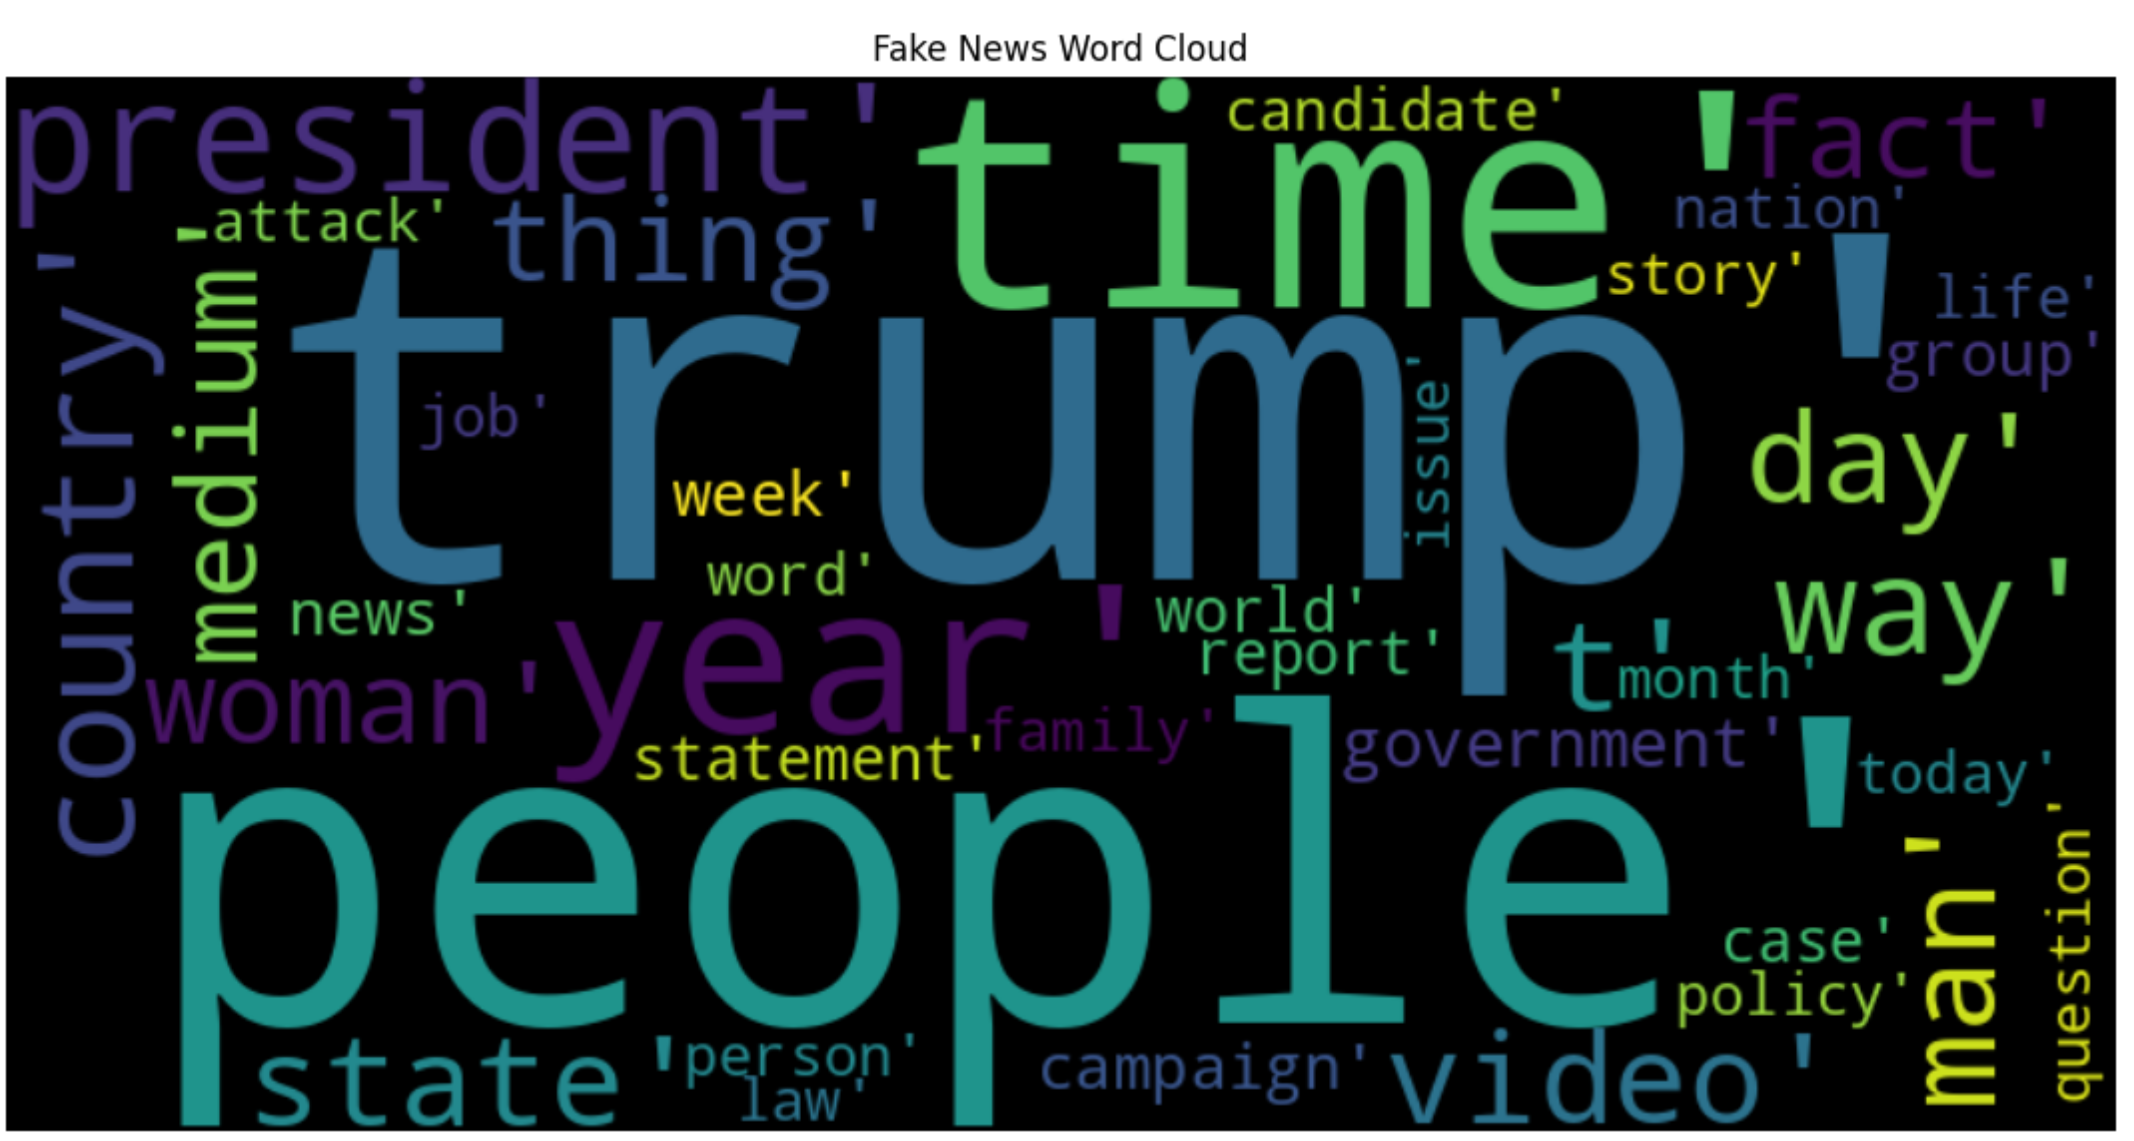 Fake News Word Cloud
president'
time'
candidate'
fact'
attack'
thing'
nation'
story'
life'
group'
country'
medium'
trump'
job'
week'
issue'
day'
word'
news'
year'
world'
report'
t'
month'
way'
woman'
family'
statement'
government'
today'
people'
man'
question'
case'
policy'
state'
person'
law'
campaign'
video'